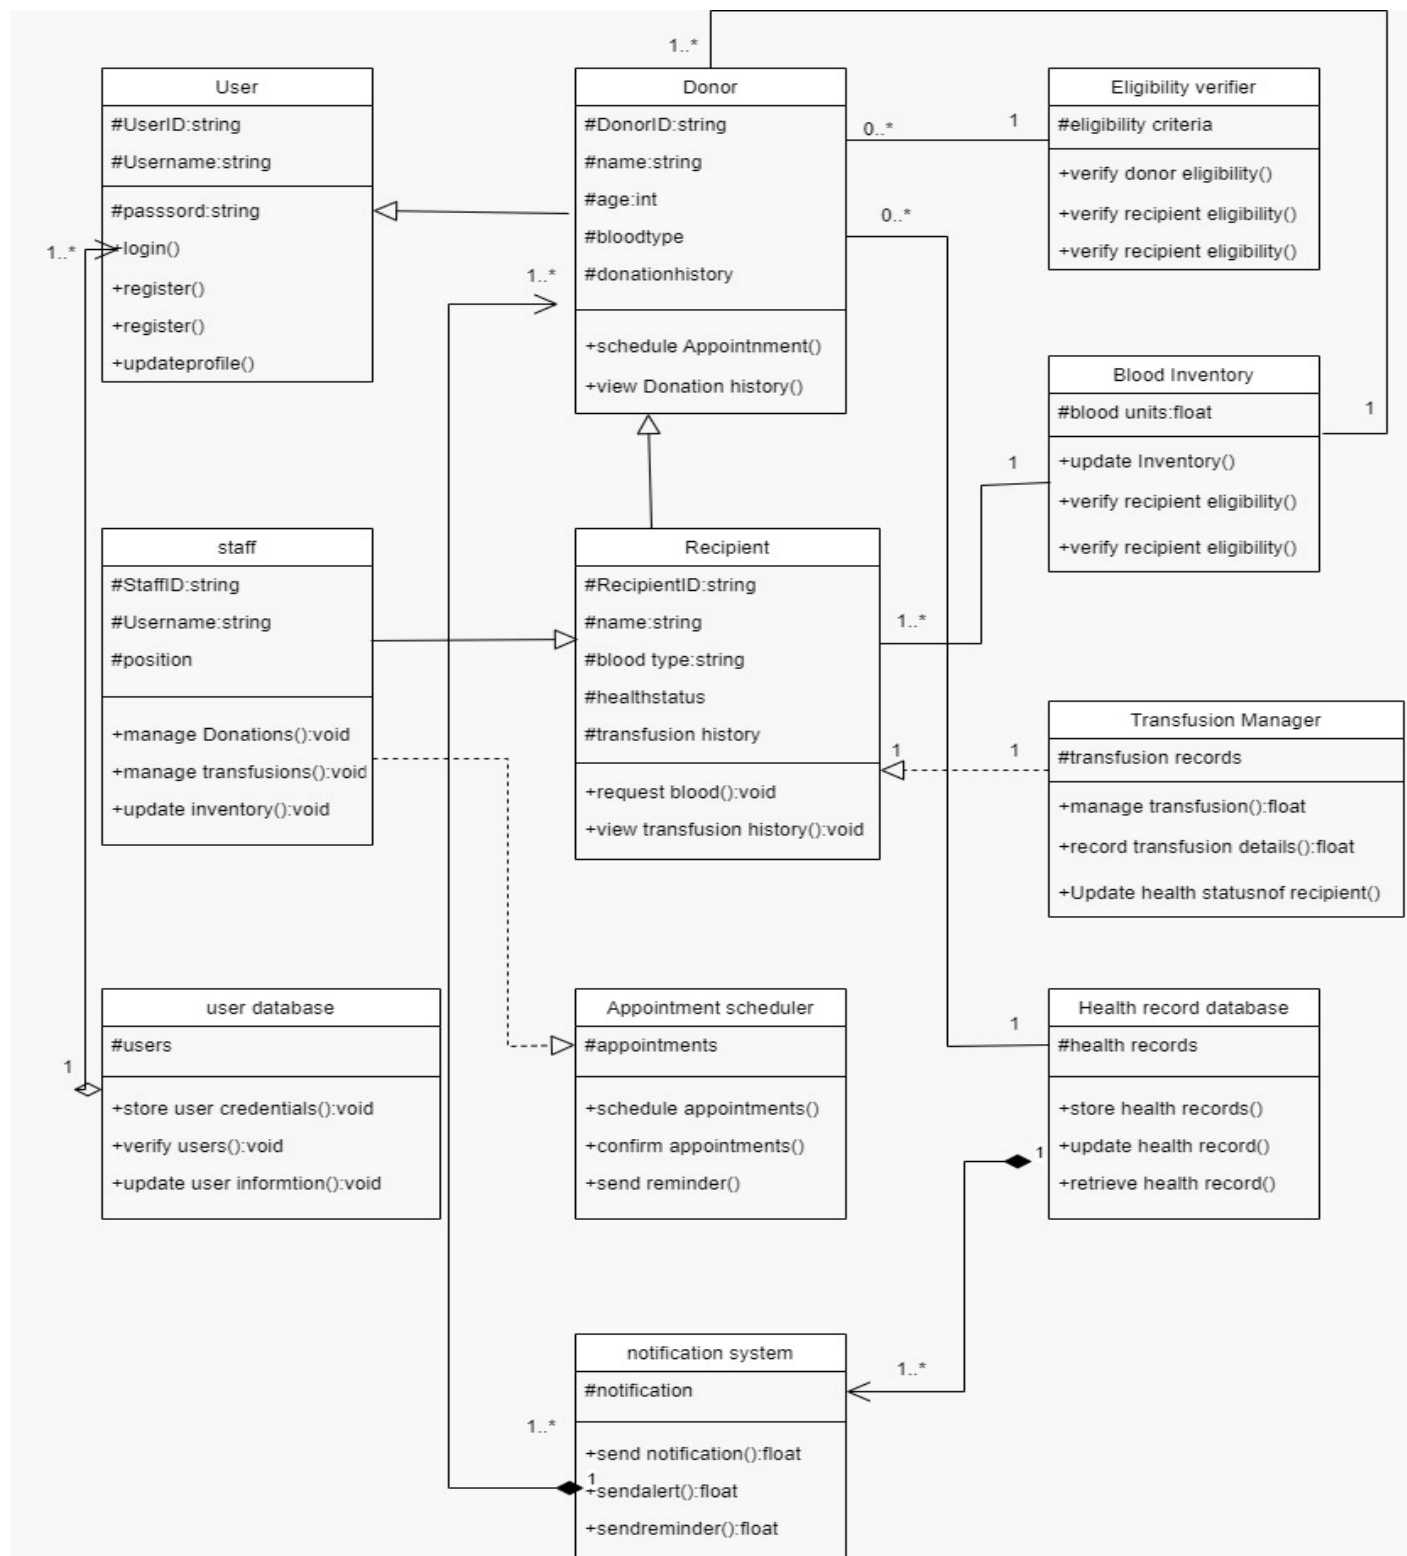 1..*
User
#UserID:string
#Username:string
#passsord:string
+login()
+register()
+register()
+updateprofile()
1..*
Donor
#DonorID:string
#name:string
#age:int
#bloodtype
#donationhistory
+schedule Appointnment()
+view Donation history()
0..*
1
0..*
1..*
Eligibility verifier
#eligibility criteria
+verify donor eligibility()
+verify recipient eligibility()
+verify recipient eligibility()
Blood Inventory
#blood units:float
+update Inventory()
+verify recipient eligibility()
+verify recipient eligibility()
1
1
staff
#StaffID:string
#Username:string
#position
+manage Donations():void
+manage transfusions():void
+update inventory():void
Recipient
#RecipientID:string
#name:string
#blood type:string
#healthstatus
#transfusion history
+request blood():void
+view transfusion history():void
1..*
1
1
Transfusion Manager
#transfusion records
+manage transfusion():float
+record transfusion details():float
+Update health statusnof recipient()
user database
#users
+store user credentials():void
+verify users():void
+update user informtion():void
1
Appointment scheduler
#appointments
+schedule appointments()
+confirm appointments()
+send reminder()
1
Health record database
#health records
+store health records()
+update health record()
+retrieve health record()
1
notification system
#notification
+send notification():float
+sendalert():float
+sendreminder():float
1..*
1..*
1